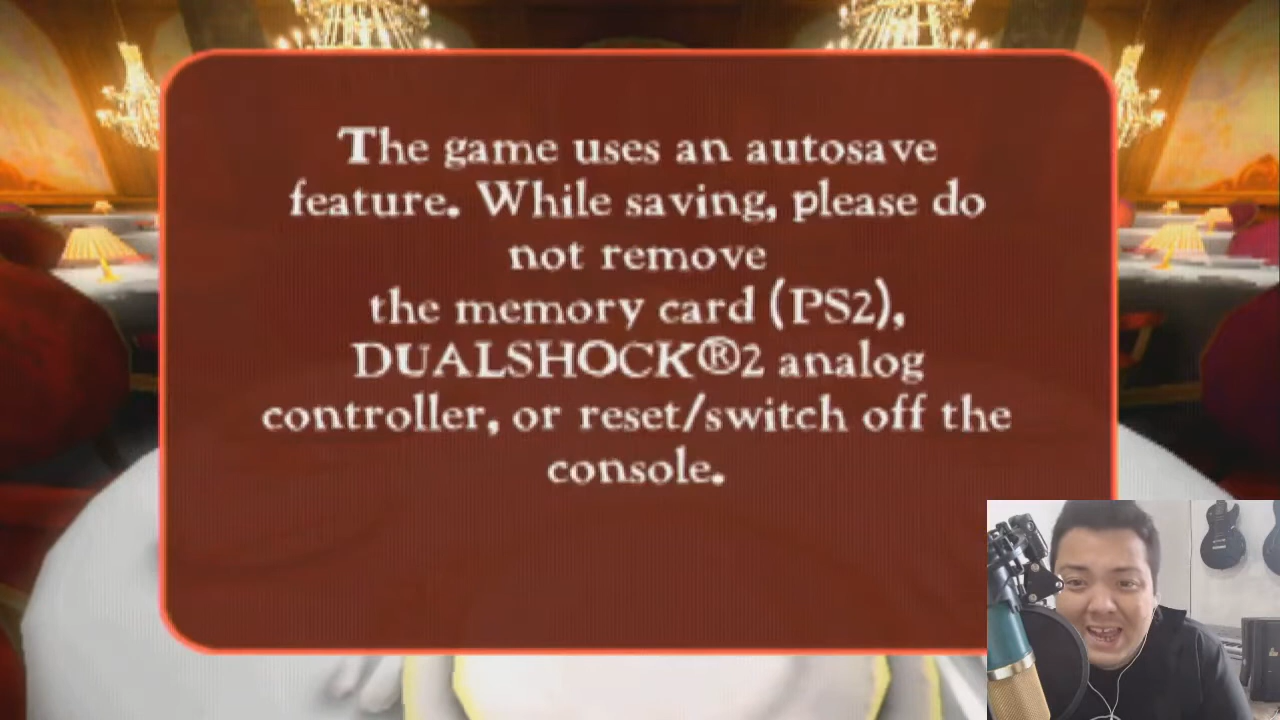 The game uses an autosave
feature. While saving, please do
not remove
the memory card (PS2),
DUALSHOCK®2 analog
controller, or reset/switch off the
console.